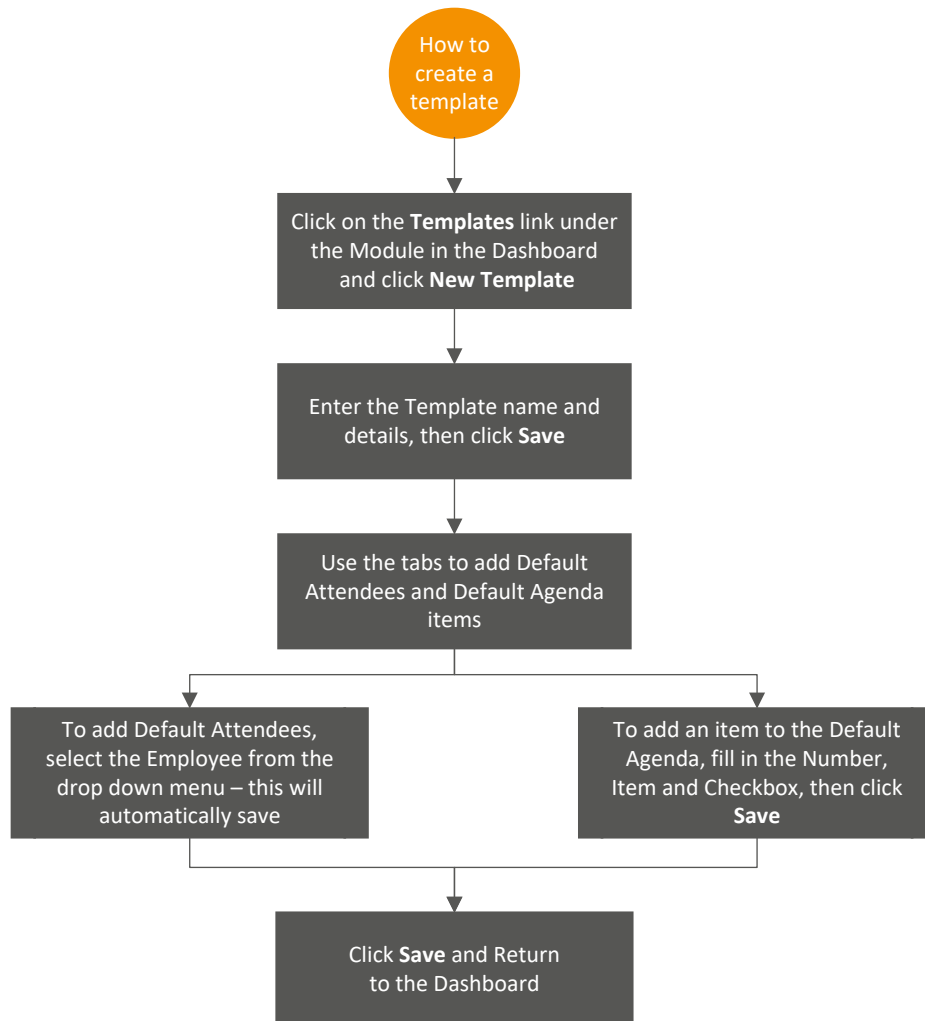 How to
create a
template
Click on the Templates link under
the Module in the Dashboard
and click New Template
Enter the Template name and
details, then click Save
Use the tabs to add Default
Attendees and Default Agenda
items
To add Default Attendees,
select the Employee from the
drop down menu – this will
automatically save
To add an item to the Default
Agenda, fill in the Number,
Item and Checkbox, then click
Save
Click Save and Return
to the Dashboard